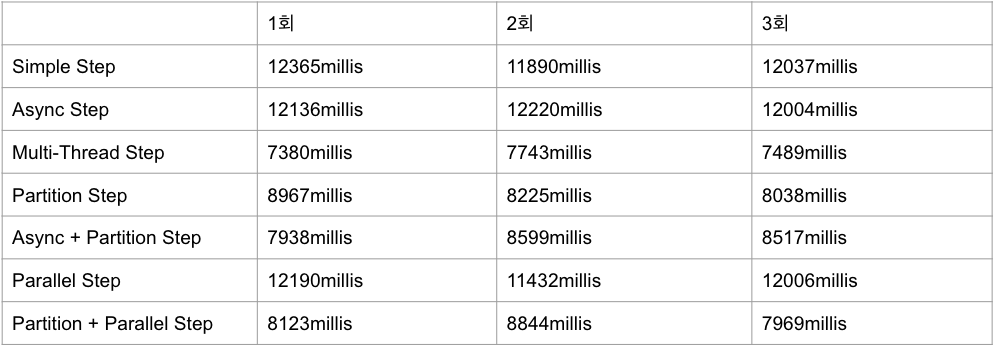 1회 2회 3회
Simple Step 12365millis 11890millis 12037millis
Async Step 12136millis 12220millis 12004millis
Multi-Thread Step 7380millis 7743millis 7489millis
Partition Step 8967millis 8225millis 8038millis
Async + Partition Step 7938millis 8599millis 8517millis
Parallel Step 12190millis 11432millis 12006millis
Partition + Parallel Step 8123millis 8844millis 7969millis